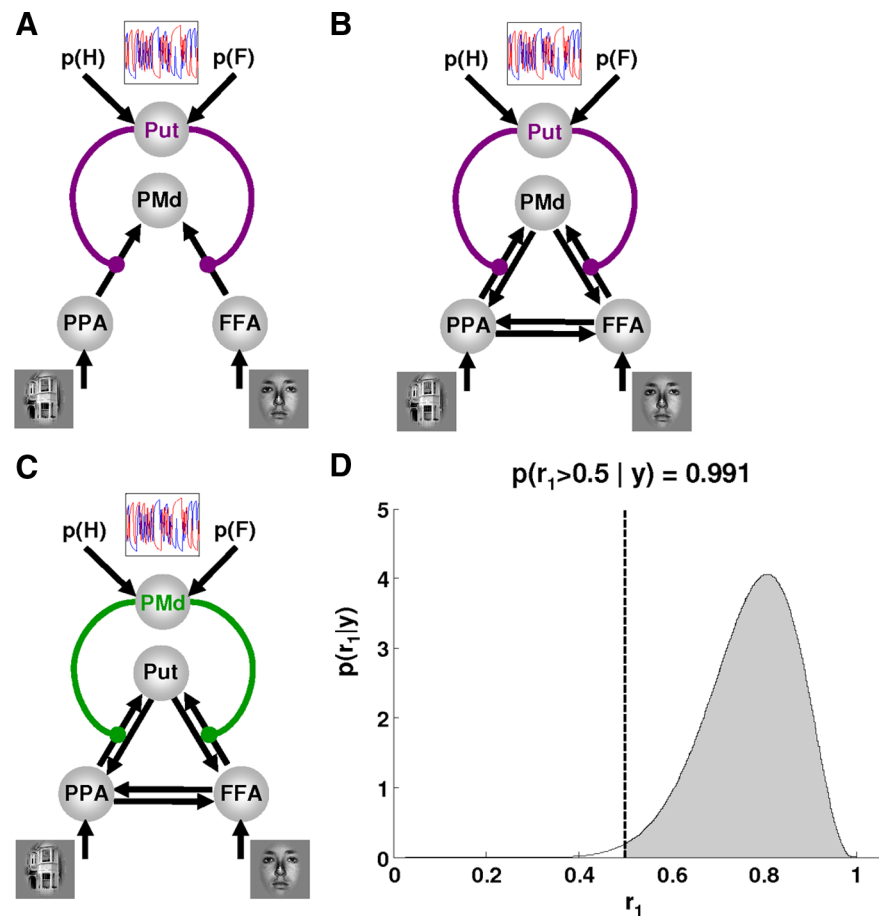 A
p(H) p(F)
Put
PMd
PPA FFA
B
p(H) p(F)
Put
PMd
PPA FFA
C
p(H) p(F)
PMd
Put
PPA FFA
D
p(r₁>0.5 | y) = 0.991
p(r₁|y)
5
4
3
2
1
0
0 0.2 0.4 0.6 0.8 1
r₁